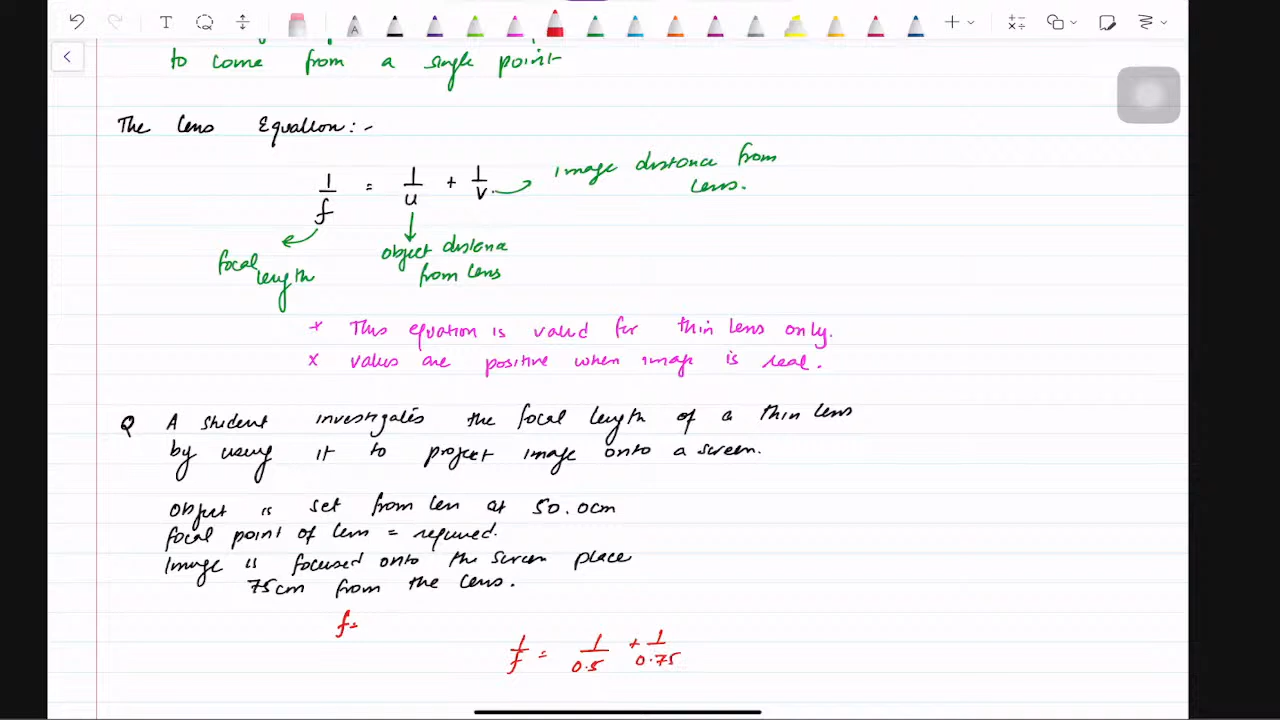 to come from a single point
The lens Equation:-
1/f = 1/u + 1/v
image distance from
lens.
focal
length
object distance
from lens
* This equation is valid for thin lens only.
* values are positive when image is real.
Q A student investigates the focal length of a thin lens
by using it to project image onto a screen.
object is set from len at 50.0cm
focal point of lens = required.
Image is focused onto the screen place
75cm from the lens.
f=
1/f = 1/0.5 + 1/0.75